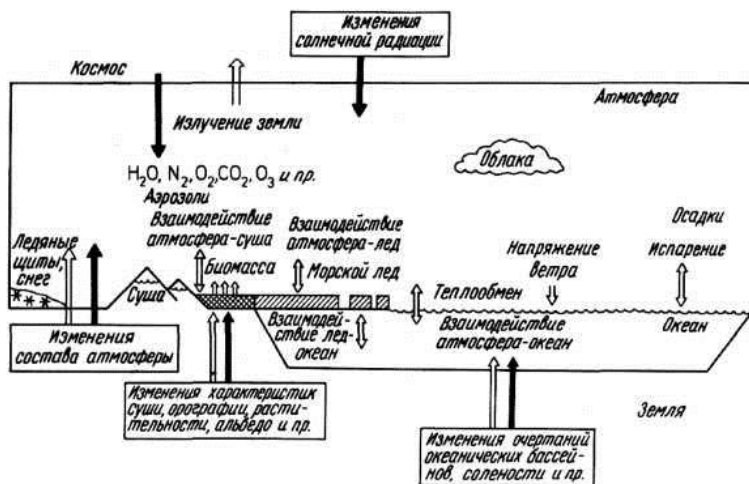 Изменения
солнечной радиации
Космос
Атмосфера
Излучение земли
Облака
H₂O, N₂, O₂, CO₂, O₃ и пр.
Аэрозоли
Взаимодействие
атмосфера-суша
Взаимодействие
атмосфера-лед
Осадки
Ледяные
щиты,
снег
Биомасса
Морской лед
Напряжение
ветра
Испарение
Суша
Теплообмен
Взаимодей-
ствие лед-
океан
Взаимодействие
атмосфера-океан
Океан
Изменения
состава атмосферы
Изменения характеристик
суши, орографии, расти-
тельности, альбедо и пр.
Земля
Изменения очертаний
океанических бассей-
нов, солености и пр.